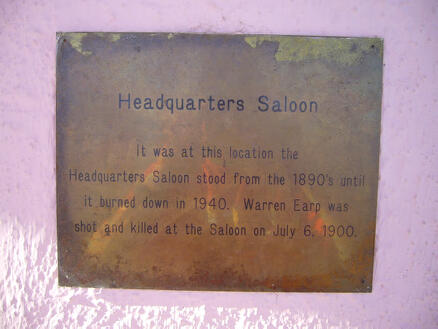 Headquarters Saloon
It was at this location the
Headquarters Saloon stood from the 1890's until
it burned down in 1940. Warren Earp was
shot and killed at the Saloon on July 6, 1900.